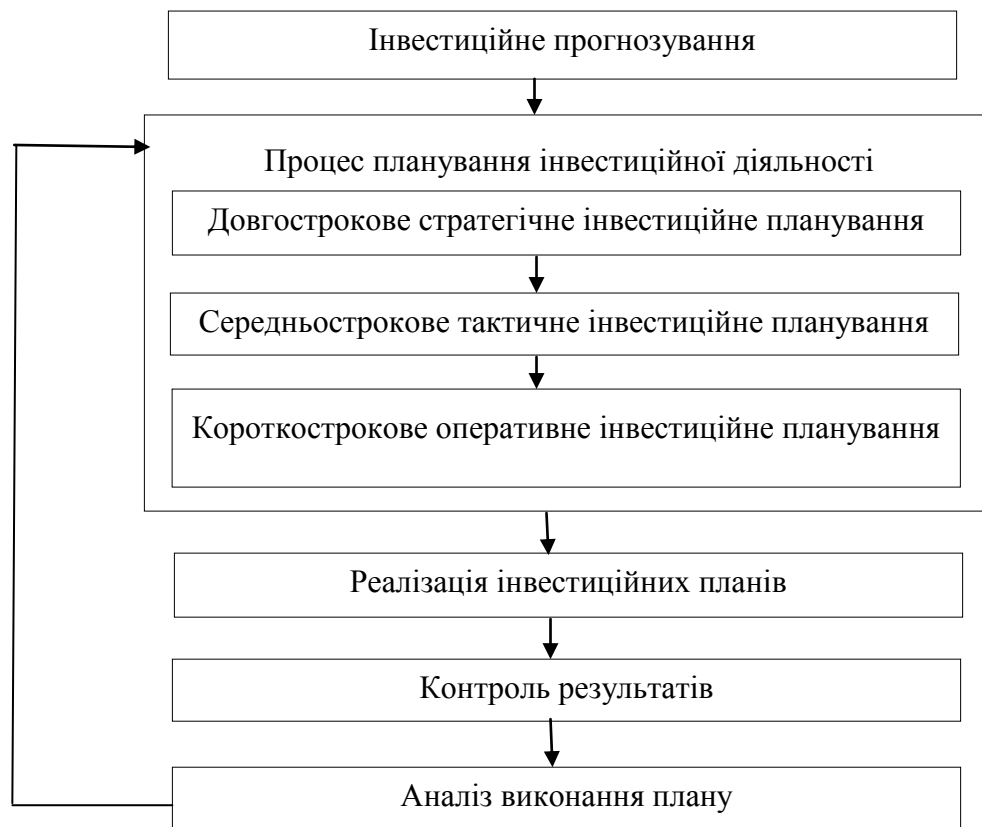 Інвестиційне прогнозування
Процес планування інвестиційної діяльності
Довгострокове стратегічне інвестиційне планування
Середньострокове тактичне інвестиційне планування
Короткострокове оперативне інвестиційне планування
Реалізація інвестиційних планів
Контроль результатів
Аналіз виконання плану